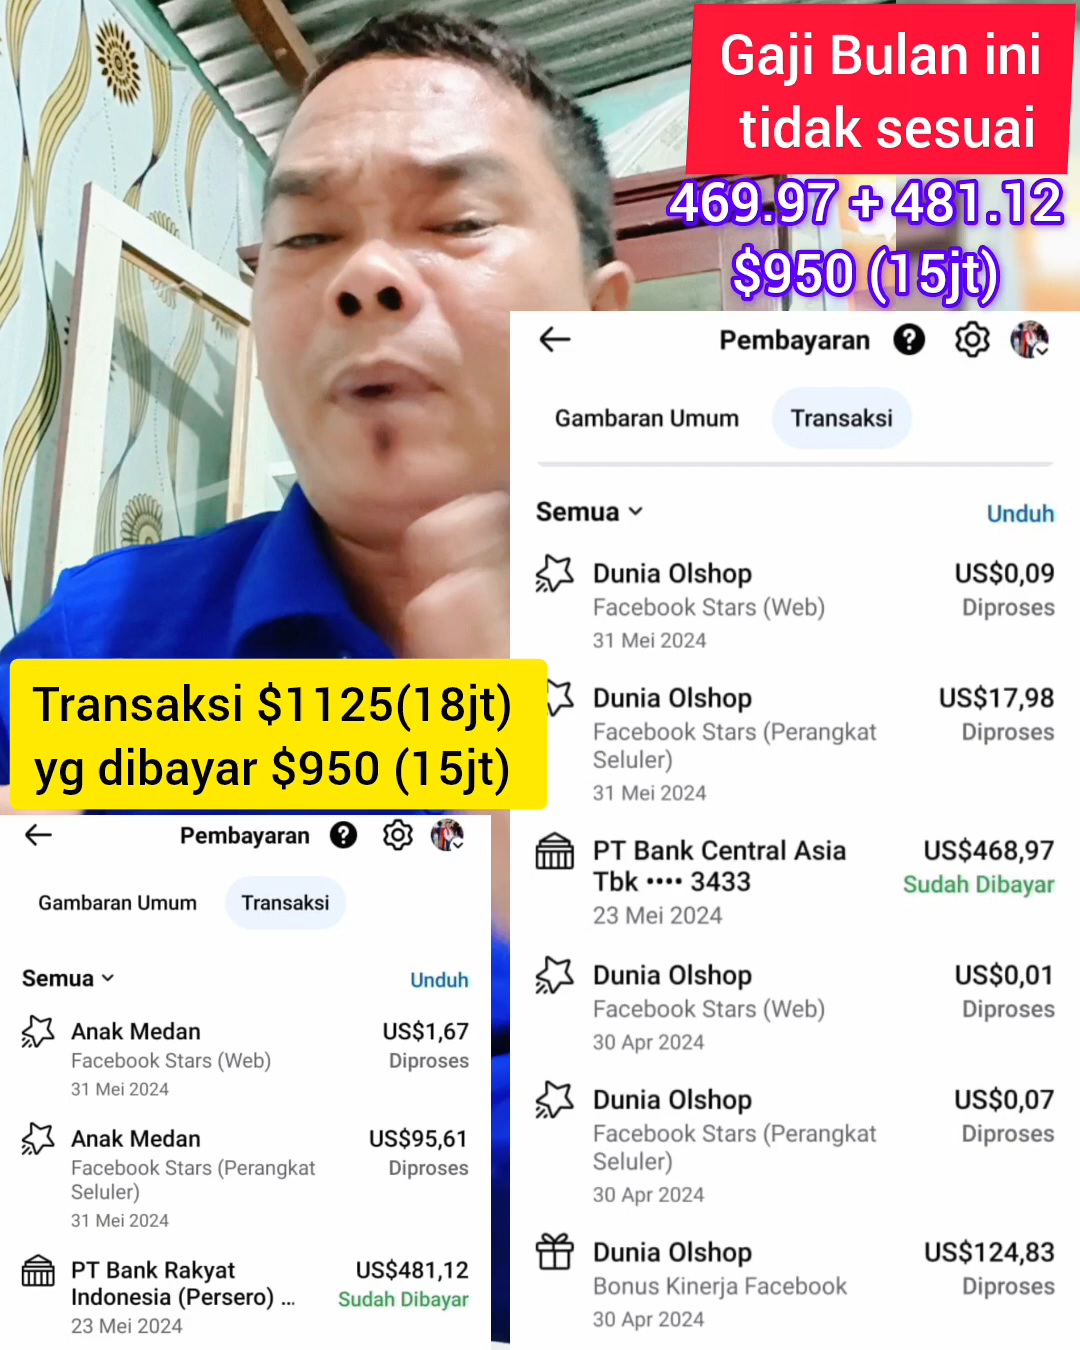 Gaji Bulan ini
tidak sesuai
469.97 + 481.12
$950 (15jt)
Pembayaran
Gambaran Umum Transaksi
Semua Unduh
Dunia Olshop US$0,09
Facebook Stars (Web) Diproses
31 Mei 2024
Dunia Olshop US$17,98
Facebook Stars (Perangkat Diproses
Seluler)
31 Mei 2024
PT Bank Central Asia US$468,97
Tbk •••• 3433 Sudah Dibayar
23 Mei 2024
Dunia Olshop US$0,01
Facebook Stars (Web) Diproses
30 Apr 2024
Dunia Olshop US$0,07
Facebook Stars (Perangkat Diproses
Seluler)
30 Apr 2024
Dunia Olshop US$124,83
Bonus Kinerja Facebook Diproses
30 Apr 2024
Transaksi $1125(18jt)
yg dibayar $950 (15jt)
Pembayaran
Gambaran Umum Transaksi
Semua Unduh
Anak Medan US$1,67
Facebook Stars (Web) Diproses
31 Mei 2024
Anak Medan US$95,61
Facebook Stars (Perangkat Diproses
Seluler)
31 Mei 2024
PT Bank Rakyat US$481,12
Indonesia (Persero) ... Sudah Dibayar
23 Mei 2024